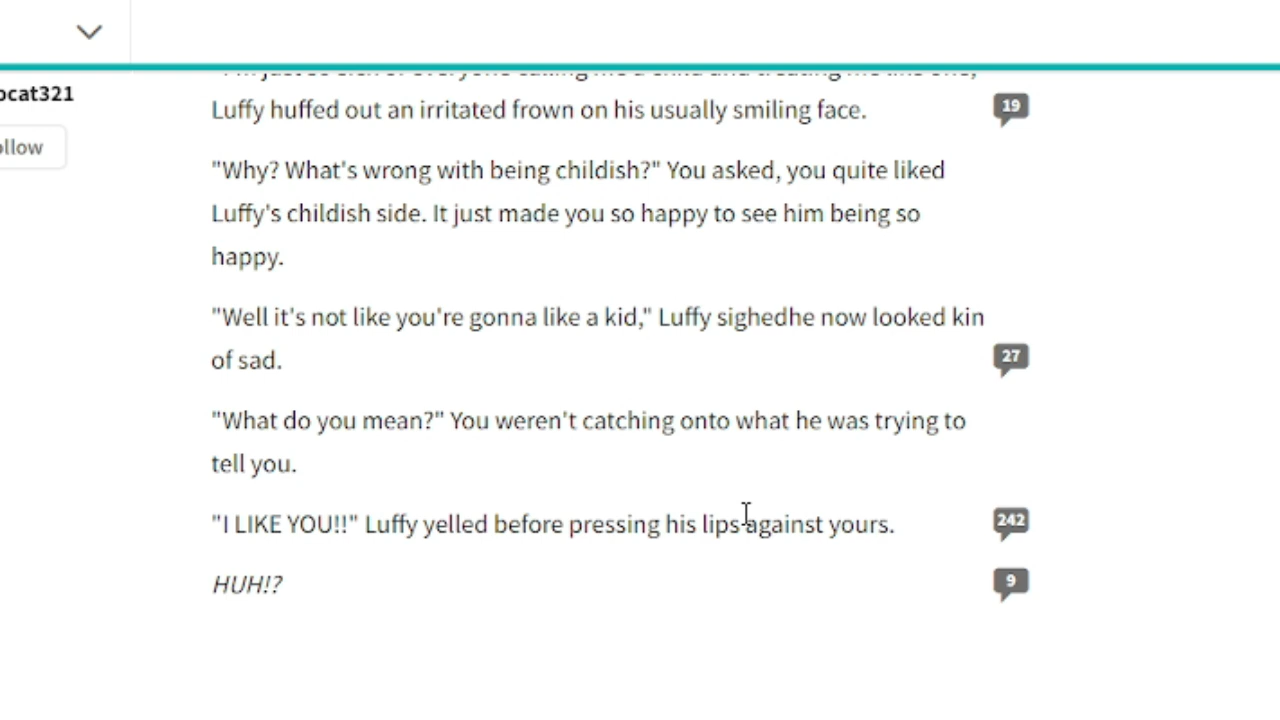 ocat321
ollow
Luffy huffed out an irritated frown on his usually smiling face.
19
"Why? What's wrong with being childish?" You asked, you quite liked
Luffy's childish side. It just made you so happy to see him being so
happy.
"Well it's not like you're gonna like a kid," Luffy sighedhe now looked kin
of sad.
27
"What do you mean?" You weren't catching onto what he was trying to
tell you.
"I LIKE YOU!!" Luffy yelled before pressing his lips against yours.
242
HUH!?
9